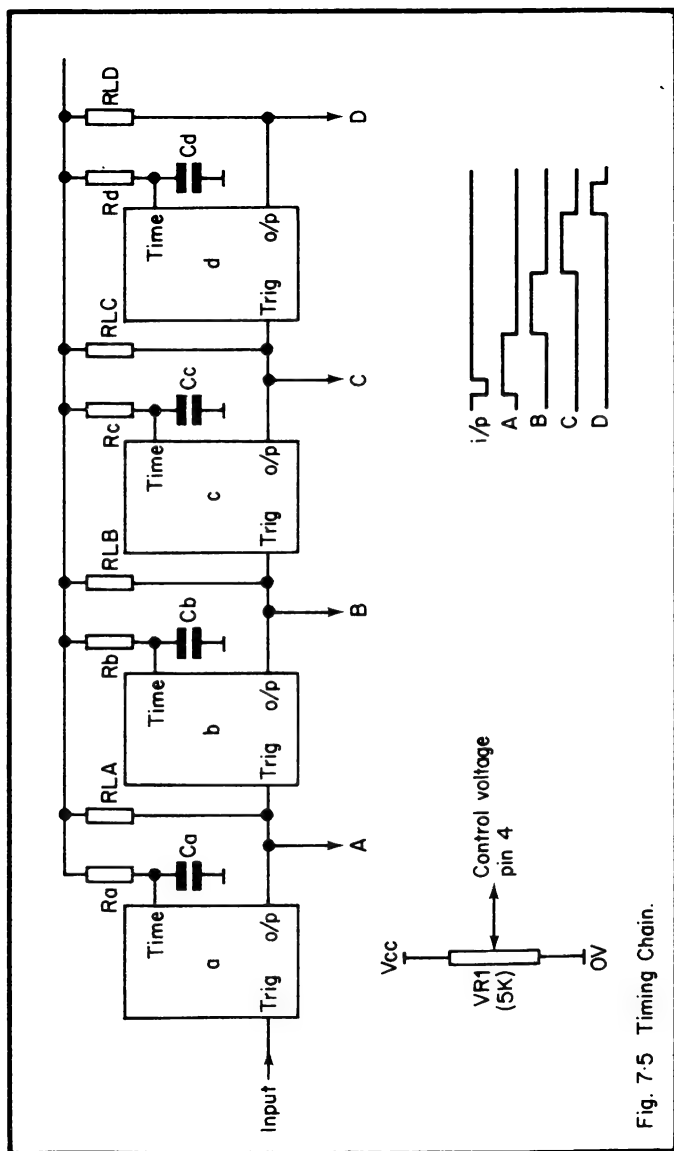 Ra
RLA
Rb
RLB
Rc
RLC
Rd
RLD
Time
Ca
Time
Cb
Time
Cc
Time
Cd
a
b
c
d
Input
Trig
o/p
Trig
o/p
Trig
o/p
Trig
o/p
A
B
C
D
Vcc
VR1
(5K)
Control voltage
pin 4
OV
i/p
A
B
C
D
Fig. 7·5 Timing Chain.